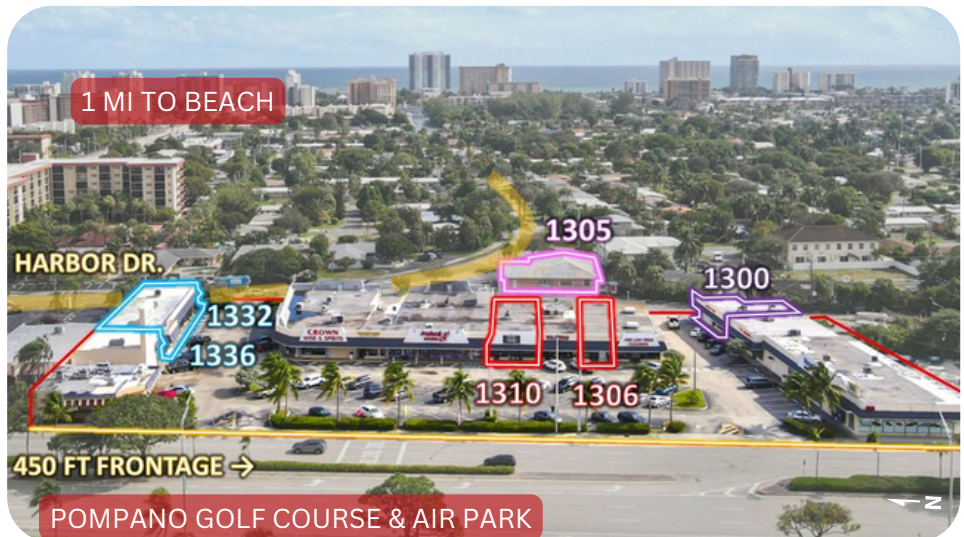 1 MI TO BEACH
1305
HARBOR DR.
1300
1332
CROWN
WINE & SPIRITS
1336
1310
1306
450 FT FRONTAGE →
POMPANO GOLF COURSE & AIR PARK
N